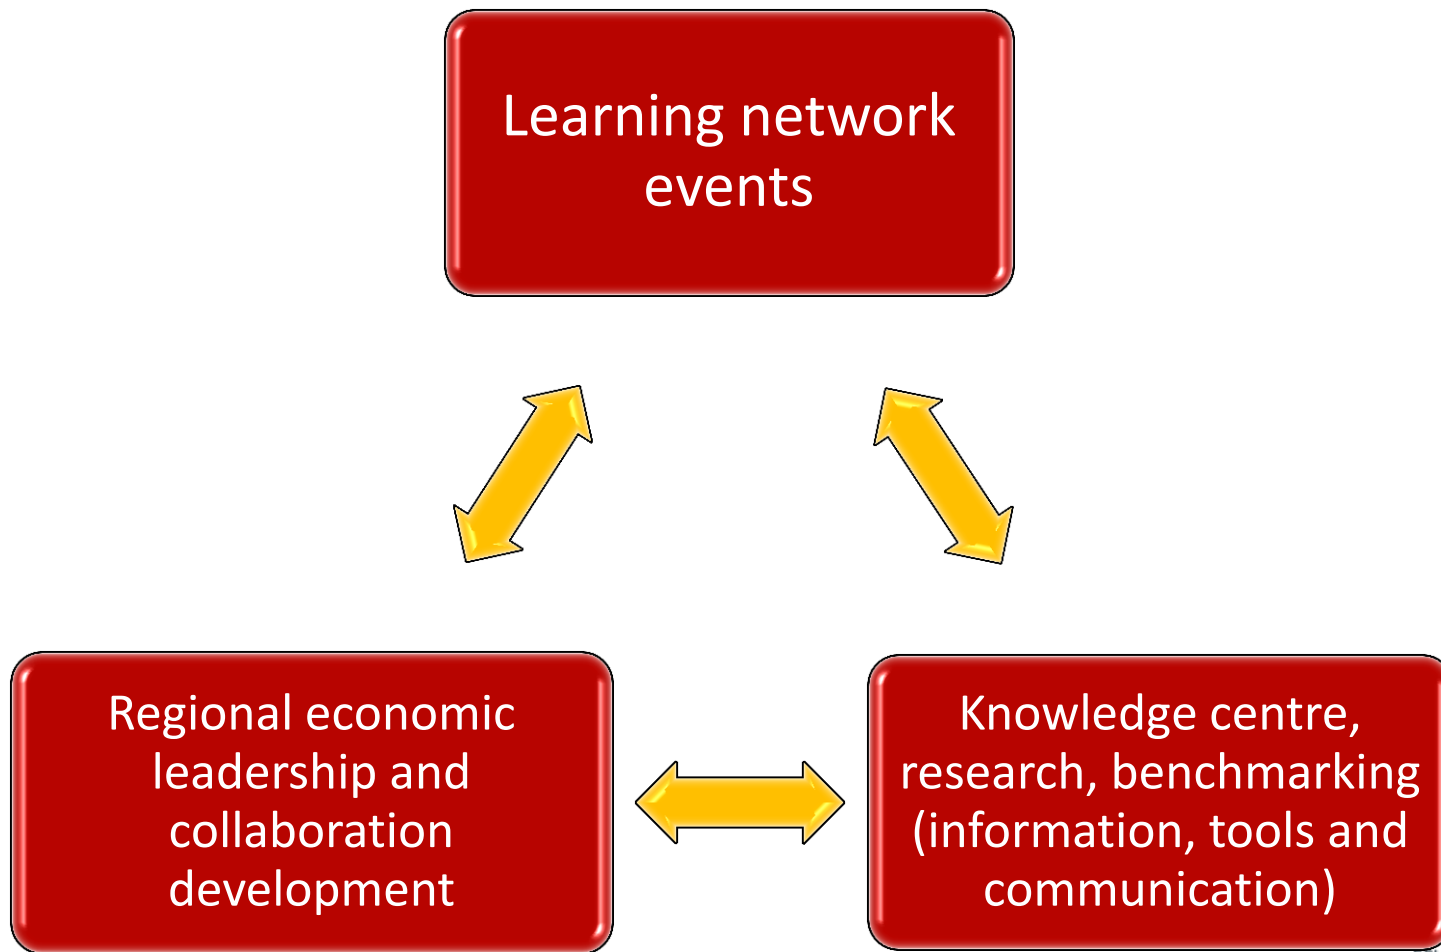 Learning network
events
Regional economic
leadership and
collaboration
development
Knowledge centre,
research, benchmarking
(information, tools and
communication)